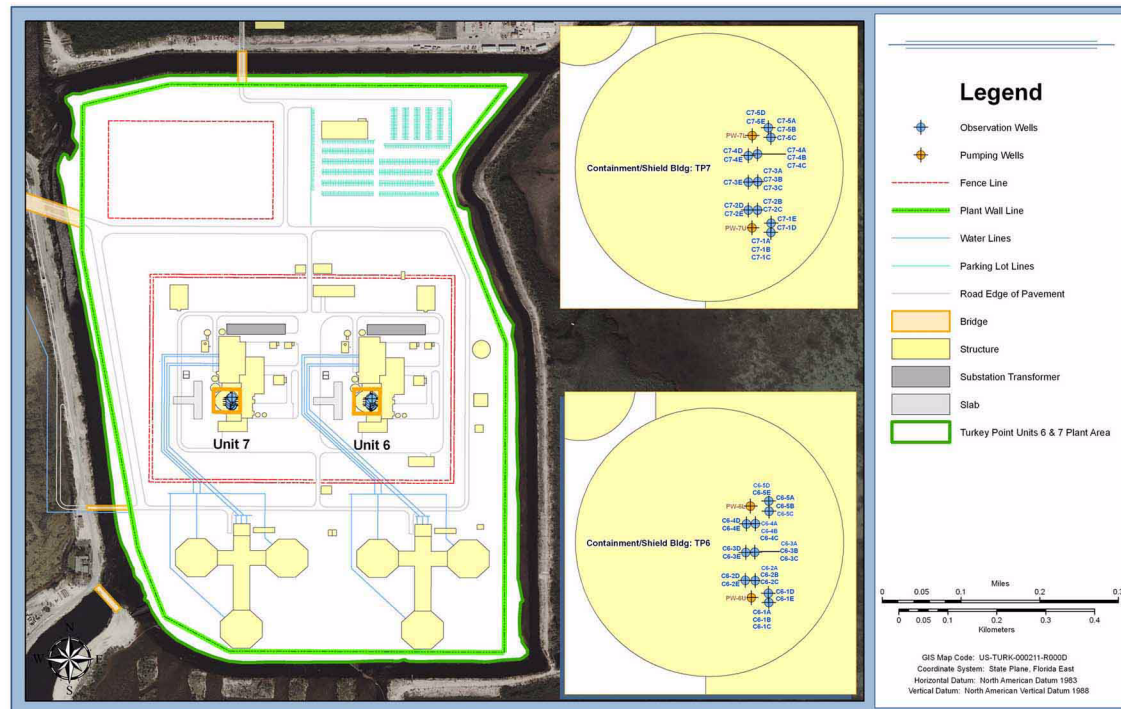 Unit 7
Unit 6
N
W
E
S
Containment/Shield Bldg: TP7
C7-5D
C7-5E
C7-5A
C7-5B
C7-5C
C7-4D
C7-4E
C7-4A
C7-4B
C7-4C
C7-3E
C7-3A
C7-3B
C7-3C
C7-2D
C7-2E
C7-2B
C7-2C
C7-1E
C7-1D
PW-7U
C7-1A
C7-1B
C7-1C
Containment/Shield Bldg: TP6
C6-5D
C6-5E
C6-5A
C6-5B
C6-5C
C6-4D
C6-4E
C6-4A
C6-4B
C6-4C
C6-3D
C6-3E
C6-3A
C6-3B
C6-3C
C6-2D
C6-2E
C6-2A
C6-2B
C6-2C
C6-1D
C6-1E
PW-6U
C6-1A
C6-1B
C6-1C
Legend
Observation Wells
Pumping Wells
Fence Line
Plant Wall Line
Water Lines
Parking Lot Lines
Road Edge of Pavement
Bridge
Structure
Substation Transformer
Slab
Turkey Point Units 6 & 7 Plant Area
Miles
0 0.05 0.1 0.2 0.3
0 0.05 0.1 0.2 0.3 0.4
Kilometers
GIS Map Code: US-TURK-000211-R000D
Coordinate System: State Plane, Florida East
Horizontal Datum: North American Datum 1983
Vertical Datum: North American Vertical Datum 1988